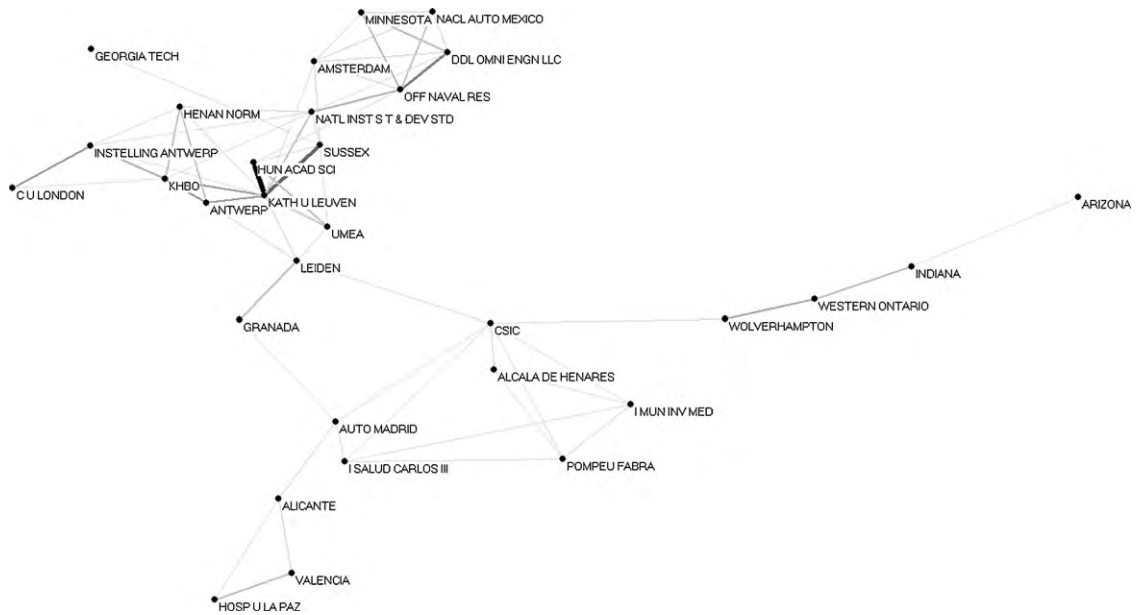 MINNESOTA
NACL AUTO MEXICO
GEORGIA TECH
DDL OMNI ENGN LLC
AMSTERDAM
OFF NAVAL RES
HENAN NORM
NATL INST S T & DEV STD
INSTELLING ANTWERP
SUSSEX
HUN ACAD SCI
KHBO
C U LONDON
ANTWERP
KATH U LEUVEN
ARIZONA
UMEA
LEIDEN
INDIANA
WESTERN ONTARIO
GRANADA
CSIC
WOLVERHAMPTON
ALCALA DE HENARES
I MUN INV MED
AUTO MADRID
I SALUD CARLOS III
POMPEU FABRA
ALICANTE
VALENCIA
HOSP U LA PAZ